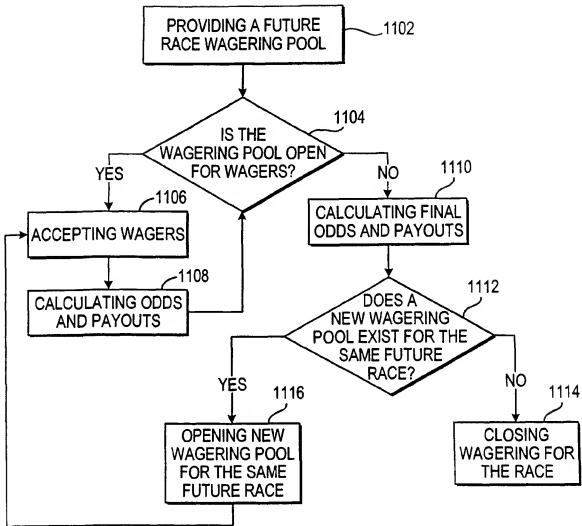 PROVIDING A FUTURE
RACE WAGERING POOL
1102
1104
IS THE
WAGERING POOL OPEN
FOR WAGERS?
YES
NO
1106
ACCEPTING WAGERS
1108
CALCULATING ODDS
AND PAYOUTS
1110
CALCULATING FINAL
ODDS AND PAYOUTS
1112
DOES A
NEW WAGERING
POOL EXIST FOR THE
SAME FUTURE
RACE?
YES
NO
1116
OPENING NEW
WAGERING POOL
FOR THE SAME
FUTURE RACE
1114
CLOSING
WAGERING FOR
THE RACE